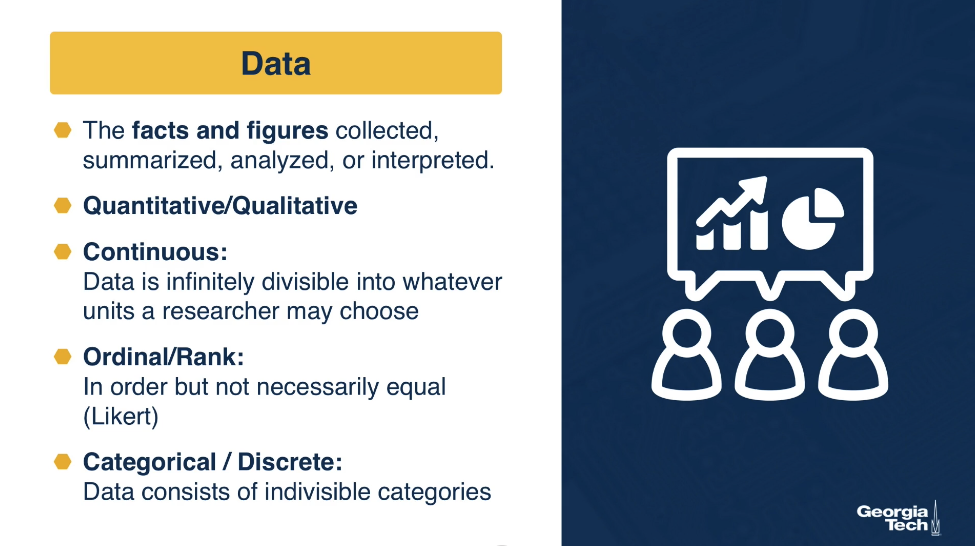 Data
The facts and figures collected,
summarized, analyzed, or interpreted.
Quantitative/Qualitative
Continuous:
Data is infinitely divisible into whatever
units a researcher may choose
Ordinal/Rank:
In order but not necessarily equal
(Likert)
Categorical / Discrete:
Data consists of indivisible categories
Georgia
Tech